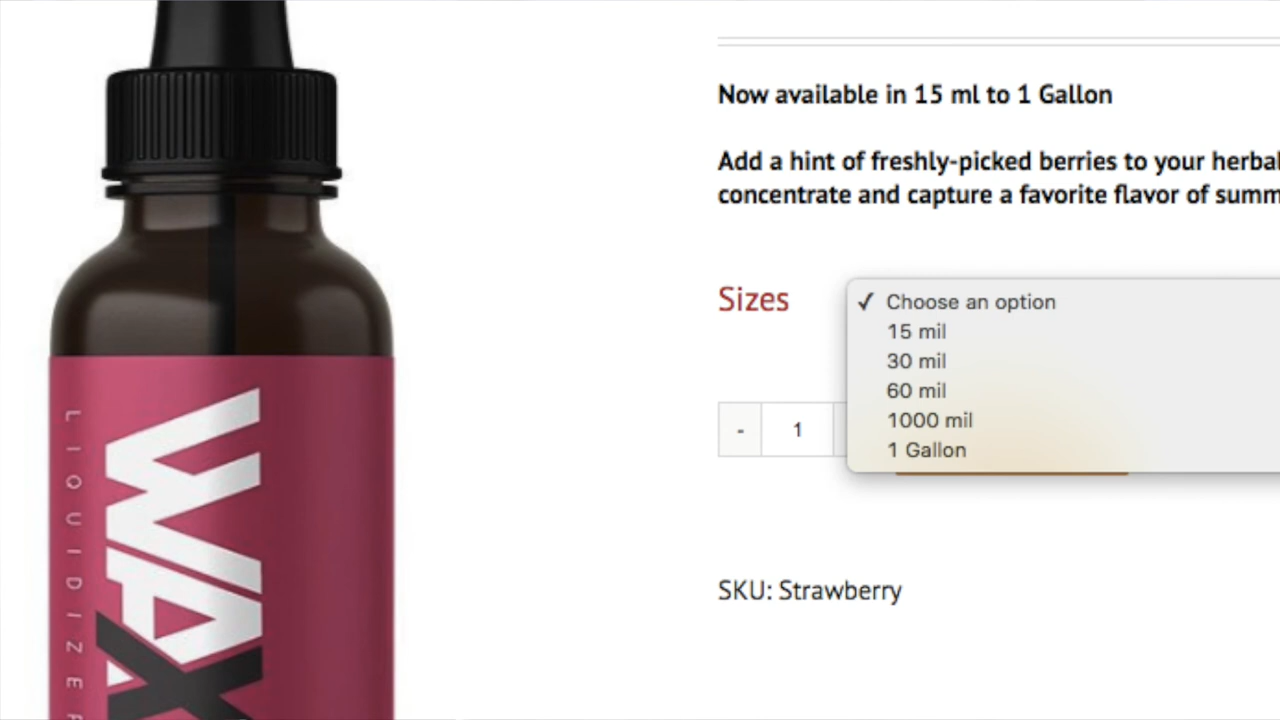 Now available in 15 ml to 1 Gallon
Add a hint of freshly-picked berries to your herbal
concentrate and capture a favorite flavor of summ
Sizes
✓ Choose an option
15 mil
30 mil
60 mil
1000 mil
1 Gallon
- 1
SKU: Strawberry
WAX
LIQUIDIZER